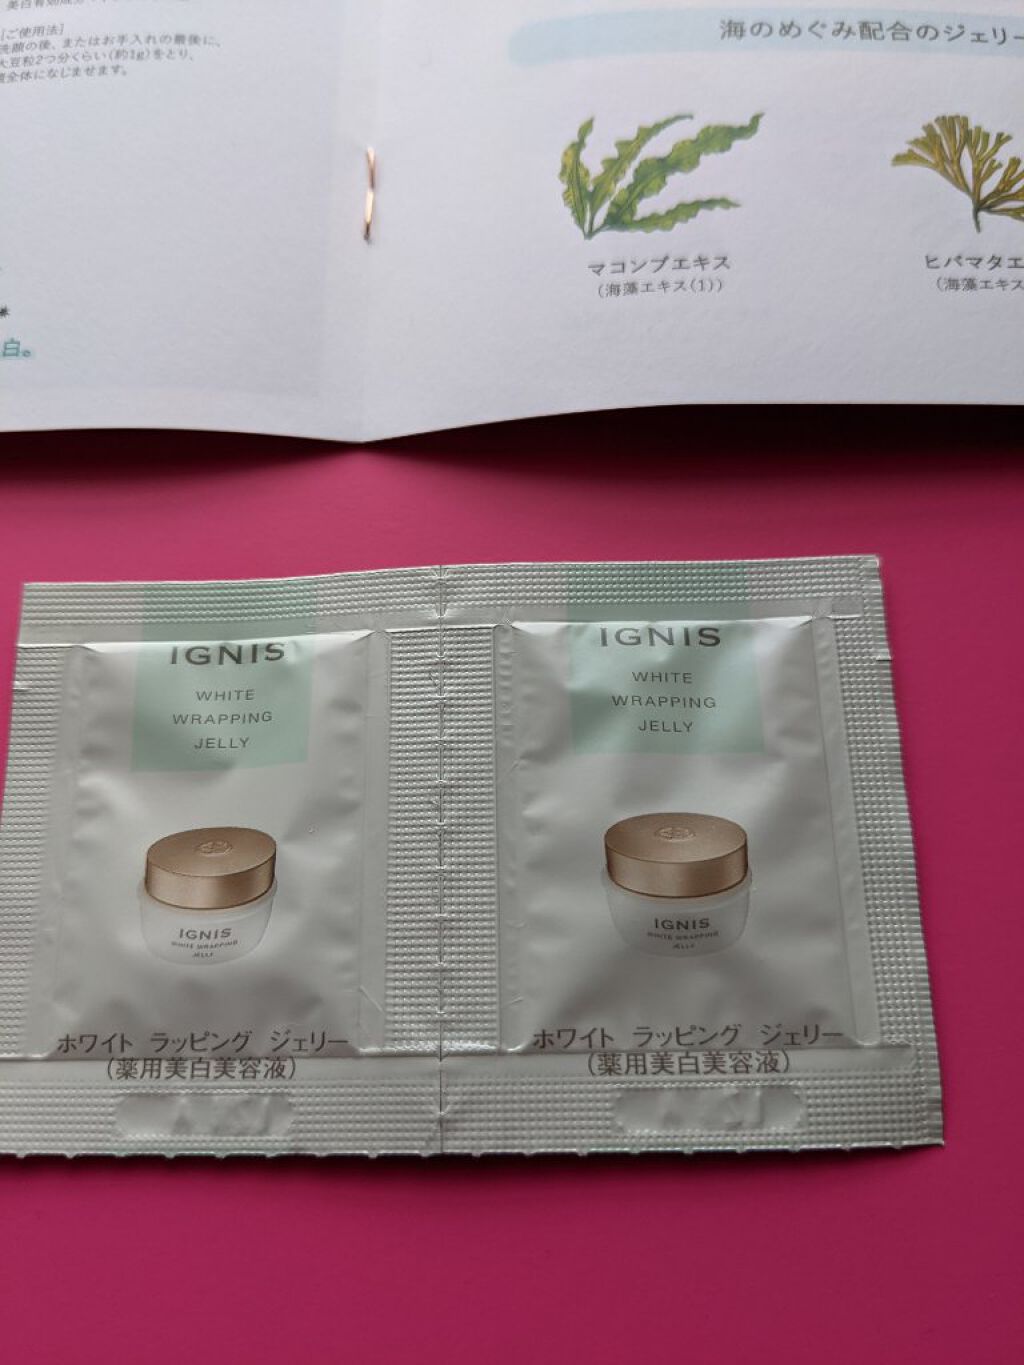 [ご使用法]
洗顔の後、またはお手入れの最後に、
大豆粒2つ分くらい(約1g)をとり、
全体になじませます。
*
白。
海のめぐみ配合のジェリー
マコンブエキス
(海藻エキス(1))
ヒバマタエ
(海藻エキス
IGNIS
WHITE
WRAPPING
JELLY
IGNIS
WHITE WRAPPING
JELLY
ホワイト ラッピング ジェリー
(薬用美白美容液)
IGNIS
WHITE
WRAPPING
JELLY
IGNIS
WHITE WRAPPING
JELLY
ホワイト ラッピング ジェリー
(薬用美白美容液)